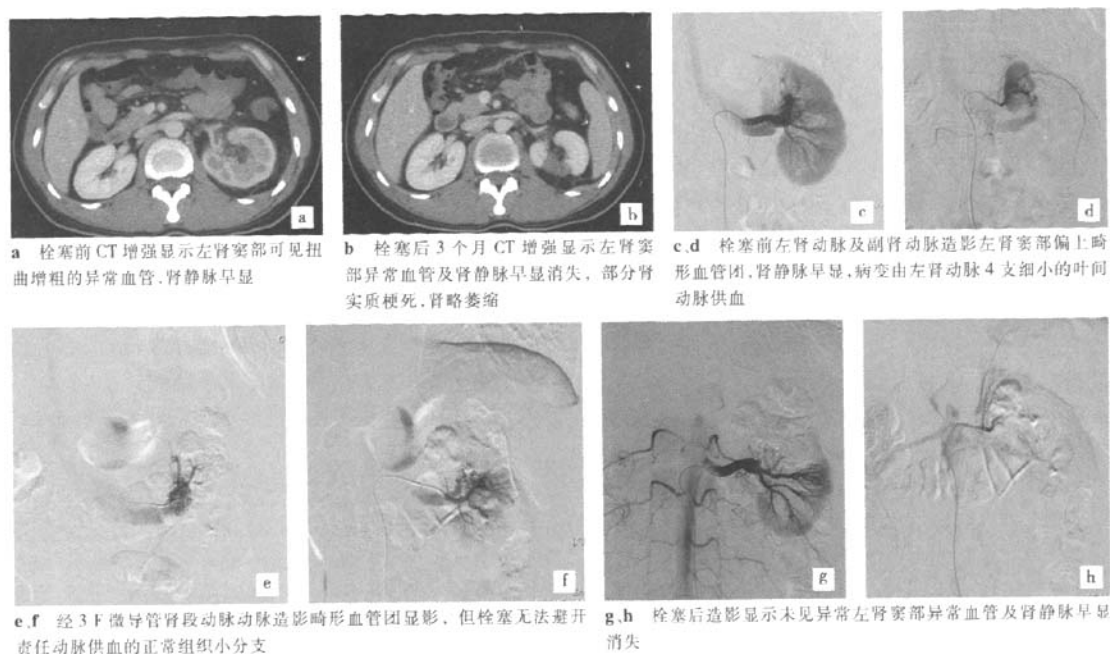 a
b
c
d
a 栓塞前 CT 增强显示左肾窦部可见扭
曲增粗的异常血管,肾静脉早显
b 栓塞后 3 个月 CT 增强显示左肾窦
部异常血管及肾静脉早显消失,部分肾
实质梗死,肾略萎缩
c,d 栓塞前左肾动脉及副肾动脉造影左肾窦部偏上畸
形血管团,肾静脉早显,病变由左肾动脉 4 支细小的叶间
动脉供血
e
f
g
h
e,f 经 3 F 微导管肾段动脉动脉造影畸形血管团显影,但栓塞无法避开
责任动脉供血的正常组织小分支
g,h 栓塞后造影显示未见异常左肾窦部异常血管及肾静脉早显
消失